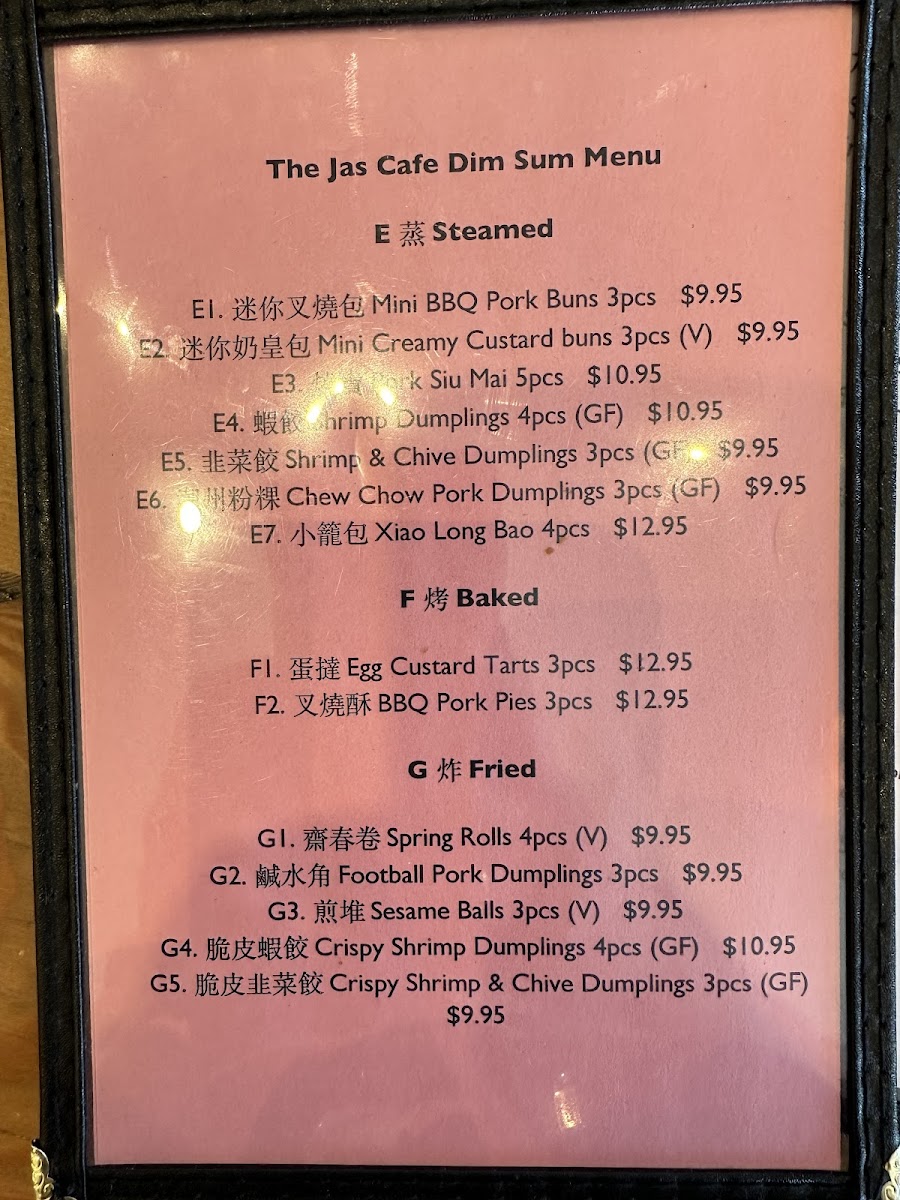 The Jas Cafe Dim Sum Menu
E 蒸 Steamed
E1. 迷你叉燒包 Mini BBQ Pork Buns 3pcs $9.95
E2. 迷你奶皇包 Mini Creamy Custard buns 3pcs (V) $9.95
E3. Pork Siu Mai 5pcs $10.95
E4. 蝦餃 Shrimp Dumplings 4pcs (GF) $10.95
E5. 韭菜餃 Shrimp & Chive Dumplings 3pcs (GF) $9.95
E6. 潮州粉粿 Chew Chow Pork Dumplings 3pcs (GF) $9.95
E7. 小籠包 Xiao Long Bao 4pcs $12.95
F 烤 Baked
F1. 蛋撻 Egg Custard Tarts 3pcs $12.95
F2. 叉燒酥 BBQ Pork Pies 3pcs $12.95
G 炸 Fried
G1. 齋春卷 Spring Rolls 4pcs (V) $9.95
G2. 鹹水角 Football Pork Dumplings 3pcs $9.95
G3. 煎堆 Sesame Balls 3pcs (V) $9.95
G4. 脆皮蝦餃 Crispy Shrimp Dumplings 4pcs (GF) $10.95
G5. 脆皮韭菜餃 Crispy Shrimp & Chive Dumplings 3pcs (GF)
$9.95